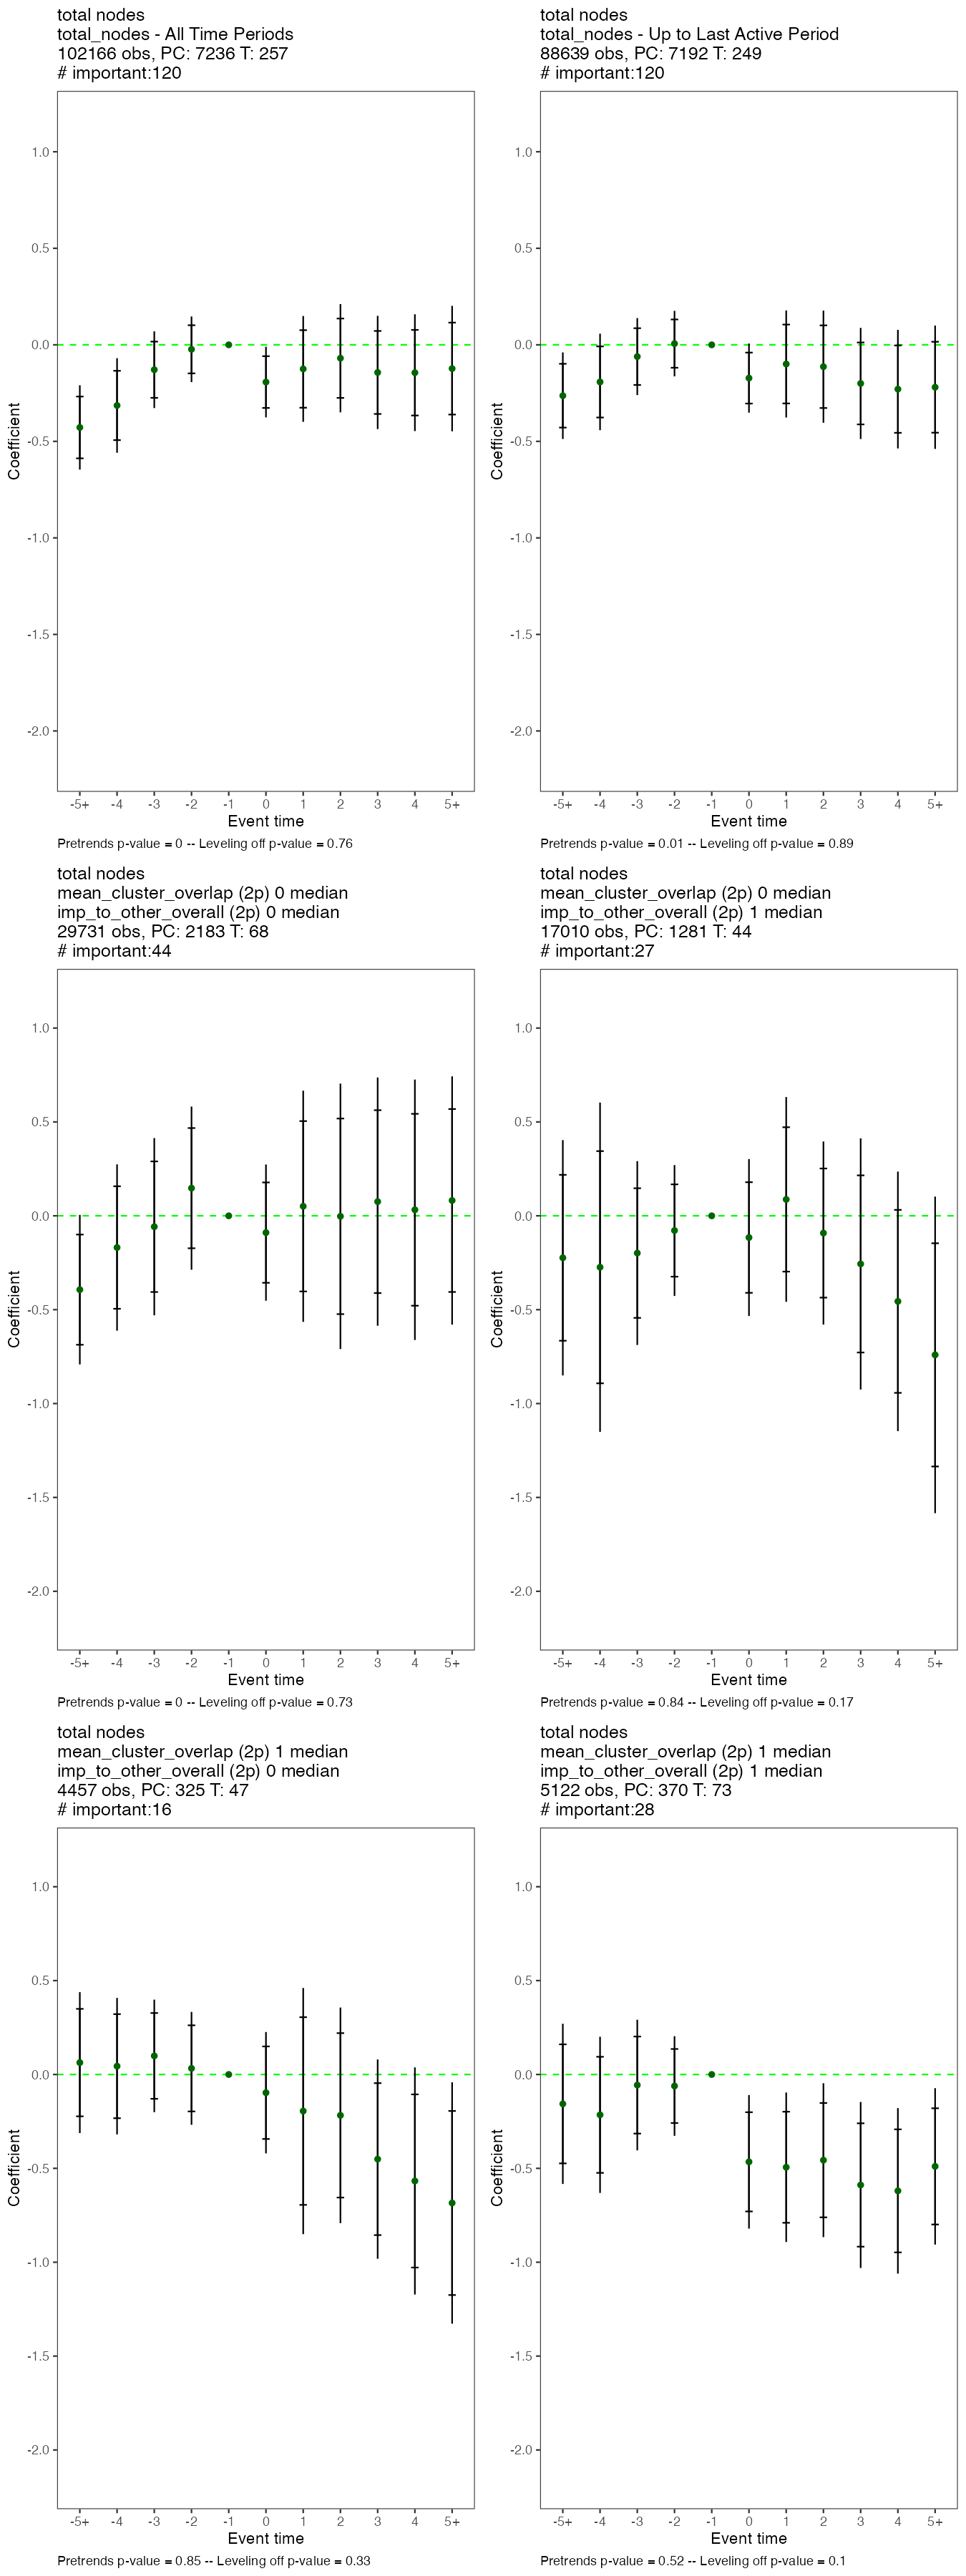 total nodes
total_nodes - All Time Periods
102166 obs, PC: 7236 T: 257
# important:120
1.0
0.5
0.0
-0.5
-1.0
-1.5
-2.0
Coefficient
-5+ -4 -3 -2 -1 0 1 2 3 4 5+
Event time
Pretrends p-value = 0 -- Leveling off p-value = 0.76
total nodes
total_nodes - Up to Last Active Period
88639 obs, PC: 7192 T: 249
# important:120
1.0
0.5
0.0
-0.5
-1.0
-1.5
-2.0
Coefficient
-5+ -4 -3 -2 -1 0 1 2 3 4 5+
Event time
Pretrends p-value = 0.01 -- Leveling off p-value = 0.89
total nodes
mean_cluster_overlap (2p) 0 median
imp_to_other_overall (2p) 0 median
29731 obs, PC: 2183 T: 68
# important:44
1.0
0.5
0.0
-0.5
-1.0
-1.5
-2.0
Coefficient
-5+ -4 -3 -2 -1 0 1 2 3 4 5+
Event time
Pretrends p-value = 0 -- Leveling off p-value = 0.73
total nodes
mean_cluster_overlap (2p) 0 median
imp_to_other_overall (2p) 1 median
17010 obs, PC: 1281 T: 44
# important:27
1.0
0.5
0.0
-0.5
-1.0
-1.5
-2.0
Coefficient
-5+ -4 -3 -2 -1 0 1 2 3 4 5+
Event time
Pretrends p-value = 0.84 -- Leveling off p-value = 0.17
total nodes
mean_cluster_overlap (2p) 1 median
imp_to_other_overall (2p) 0 median
4457 obs, PC: 325 T: 47
# important:16
1.0
0.5
0.0
-0.5
-1.0
-1.5
-2.0
Coefficient
-5+ -4 -3 -2 -1 0 1 2 3 4 5+
Event time
Pretrends p-value = 0.85 -- Leveling off p-value = 0.33
total nodes
mean_cluster_overlap (2p) 1 median
imp_to_other_overall (2p) 1 median
5122 obs, PC: 370 T: 73
# important:28
1.0
0.5
0.0
-0.5
-1.0
-1.5
-2.0
Coefficient
-5+ -4 -3 -2 -1 0 1 2 3 4 5+
Event time
Pretrends p-value = 0.52 -- Leveling off p-value = 0.1